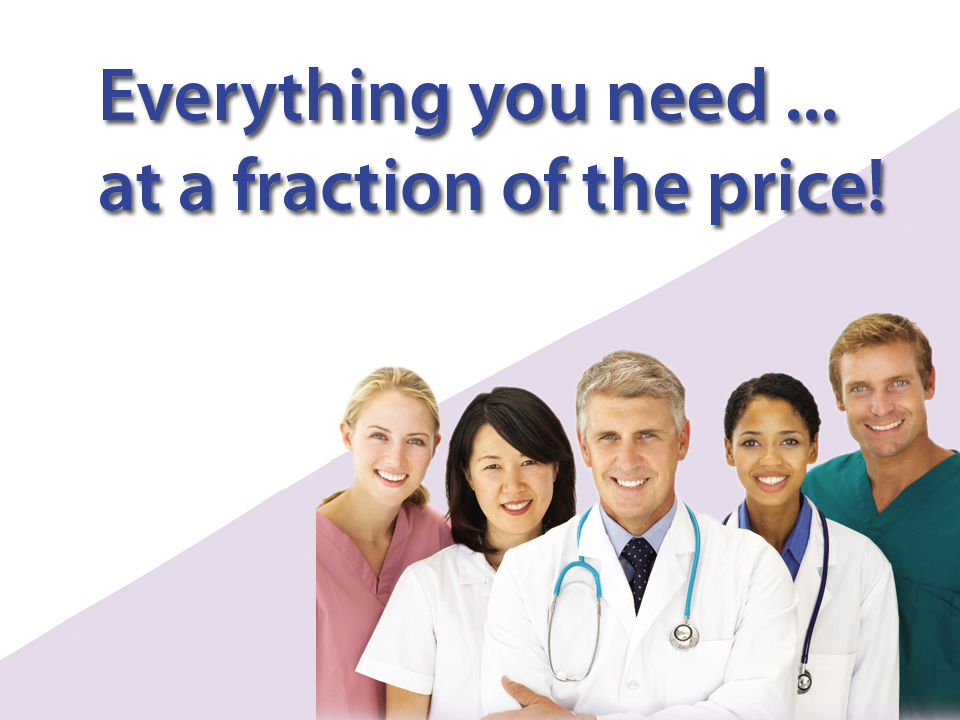 Everything you need ...
at a fraction of the price!